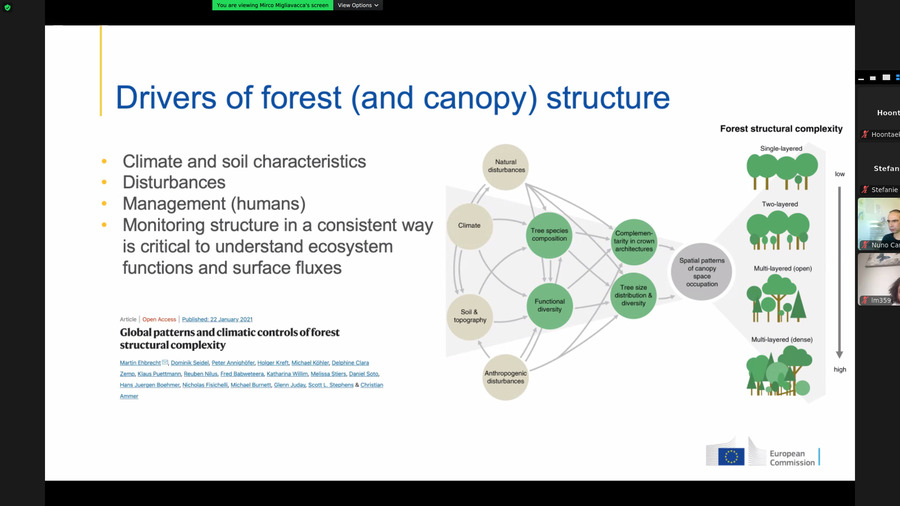 You are viewing Mirco Migliavacca's screen
View Options
Drivers of forest (and canopy) structure
• Climate and soil characteristics
• Disturbances
• Management (humans)
• Monitoring structure in a consistent way
is critical to understand ecosystem
functions and surface fluxes
Article | Open Access | Published: 22 January 2021
Global patterns and climatic controls of forest
structural complexity
Martin Ehbrecht, Dominik Seidel, Peter Annighöfer, Holger Kreft, Michael Köhler, Delphine Clara
Zemp, Klaus Puettmann, Reuben Nilus, Fred Babweteera, Katharina Willim, Melissa Stiers, Daniel Soto,
Hans Juergen Boehmer, Nicholas Fisichelli, Michael Burnett, Glenn Juday, Scott L. Stephens & Christian
Ammer
Natural
disturbances
Climate
Soil &
topography
Anthropogenic
disturbances
Tree species
composition
Functional
diversity
Complemen-
tarity in crown
architectures
Tree size
distribution &
diversity
Spatial patterns
of canopy
space
occupation
Forest structural complexity
Single-layered
low
Two-layered
Multi-layered (open)
Multi-layered (dense)
high
European
Commission
Hoont
Hoontae
Stefan
Stefanie
Nuno Ca
lm359